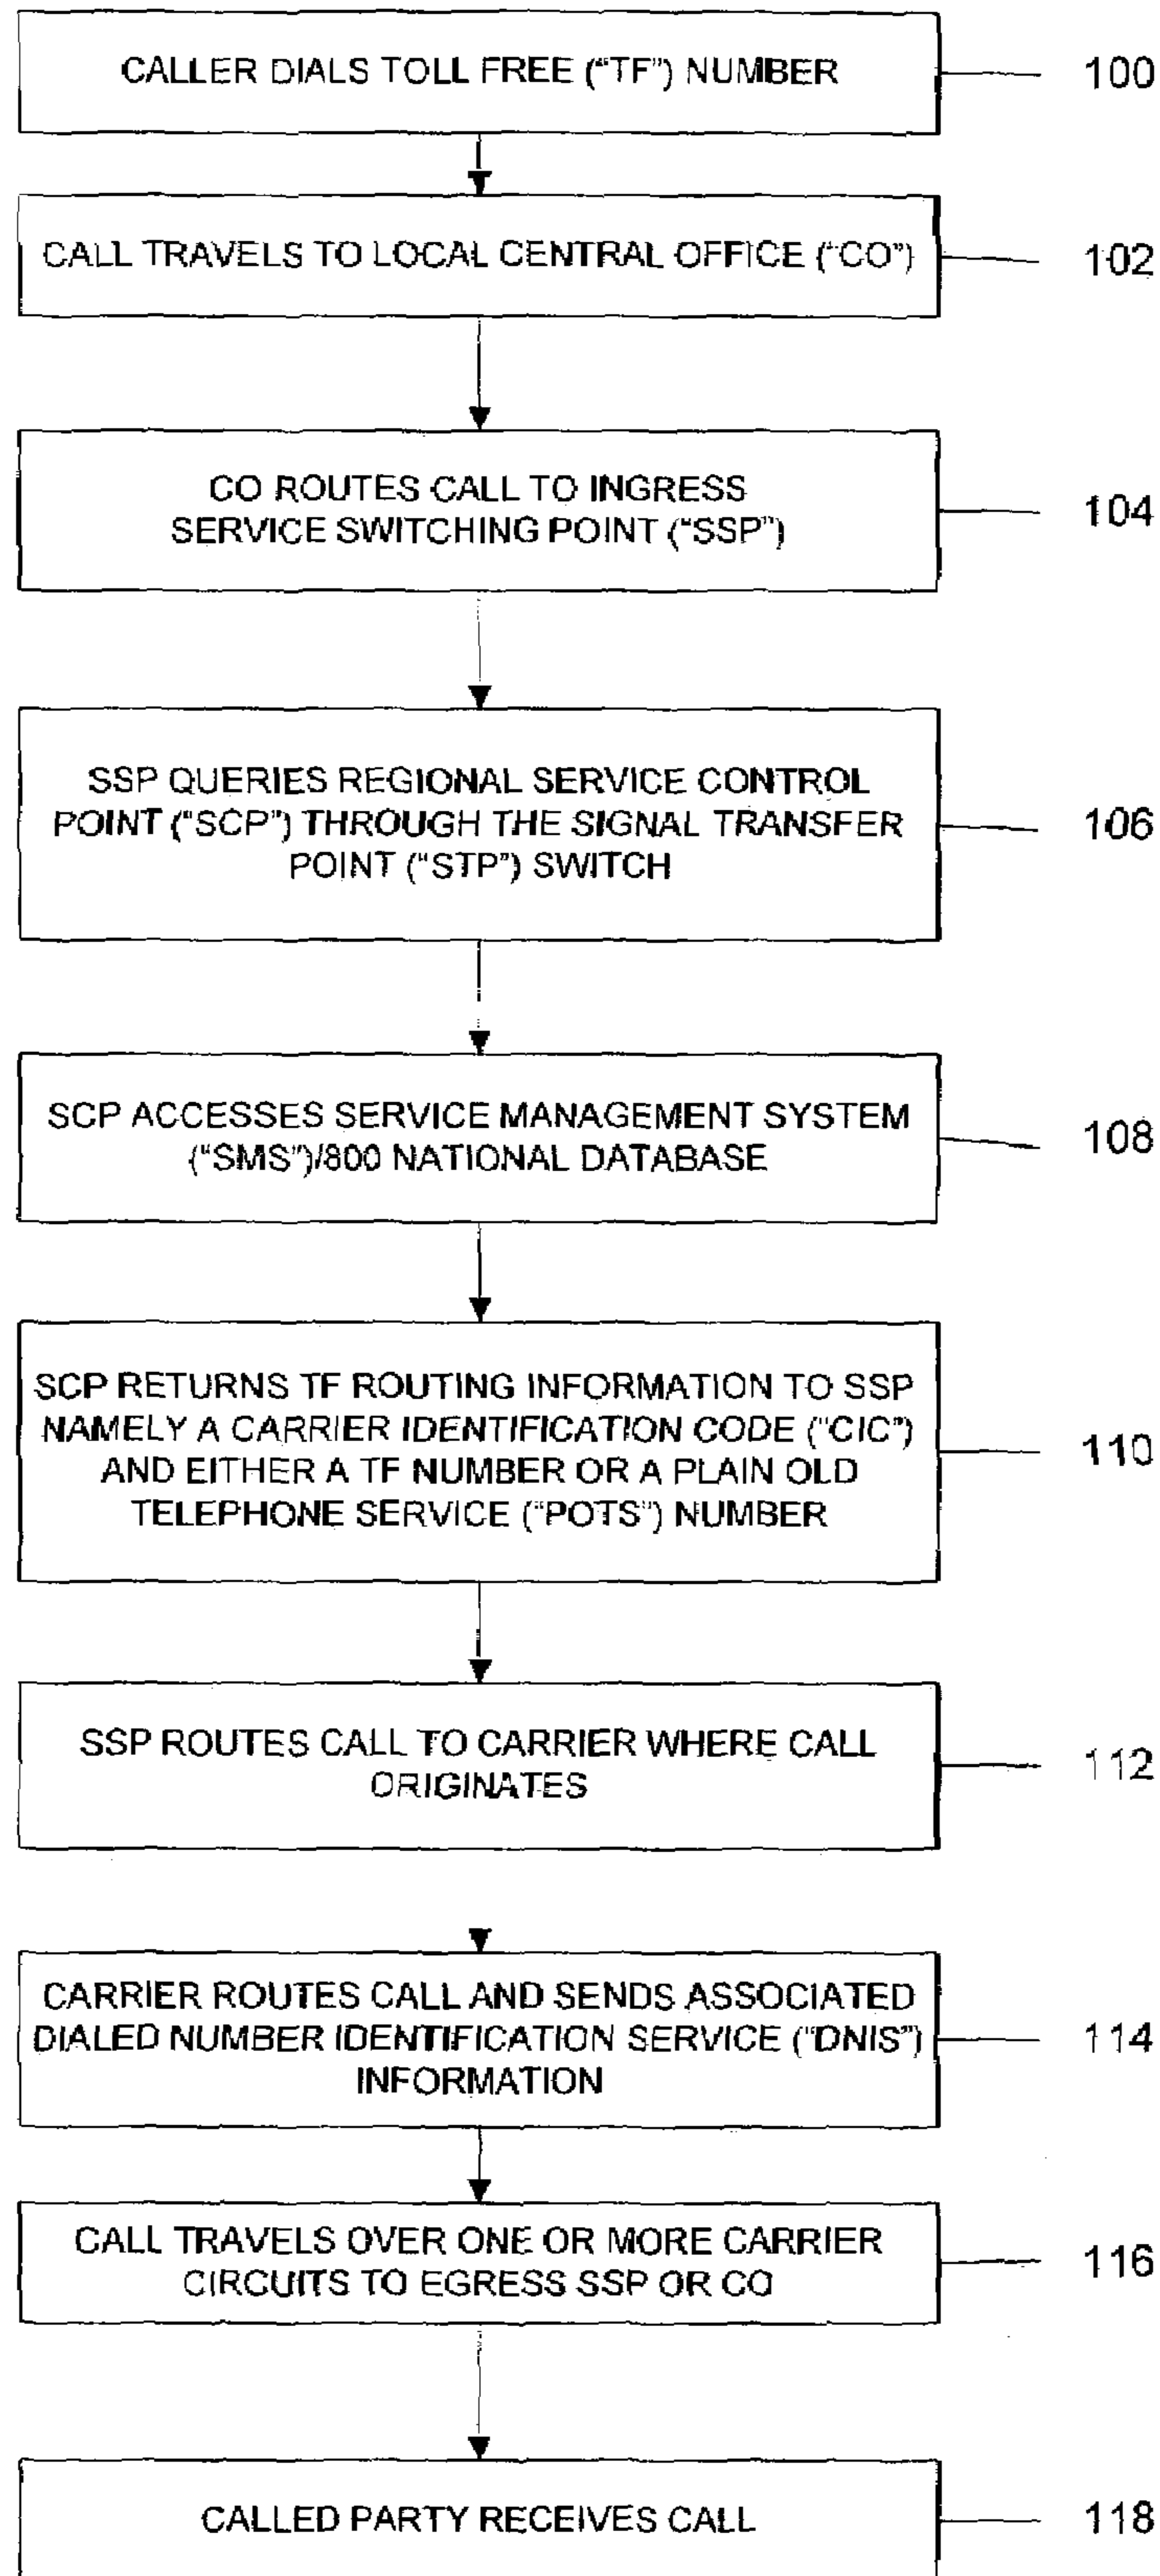 CALLER DIALS TOLL FREE ("TF") NUMBER
100
CALL TRAVELS TO LOCAL CENTRAL OFFICE ("CO")
102
CO ROUTES CALL TO INGRESS
SERVICE SWITCHING POINT ("SSP")
104
SSP QUERIES REGIONAL SERVICE CONTROL
POINT ("SCP") THROUGH THE SIGNAL TRANSFER
POINT ("STP") SWITCH
106
SCP ACCESSES SERVICE MANAGEMENT SYSTEM
("SMS")/800 NATIONAL DATABASE
108
SCP RETURNS TF ROUTING INFORMATION TO SSP
NAMELY A CARRIER IDENTIFICATION CODE ("CIC")
AND EITHER A TF NUMBER OR A PLAIN OLD
TELEPHONE SERVICE ("POTS") NUMBER
110
SSP ROUTES CALL TO CARRIER WHERE CALL
ORIGINATES
112
CARRIER ROUTES CALL AND SENDS ASSOCIATED
DIALED NUMBER IDENTIFICATION SERVICE ("DNIS")
INFORMATION
114
CALL TRAVELS OVER ONE OR MORE CARRIER
CIRCUITS TO EGRESS SSP OR CO
116
CALLED PARTY RECEIVES CALL
118